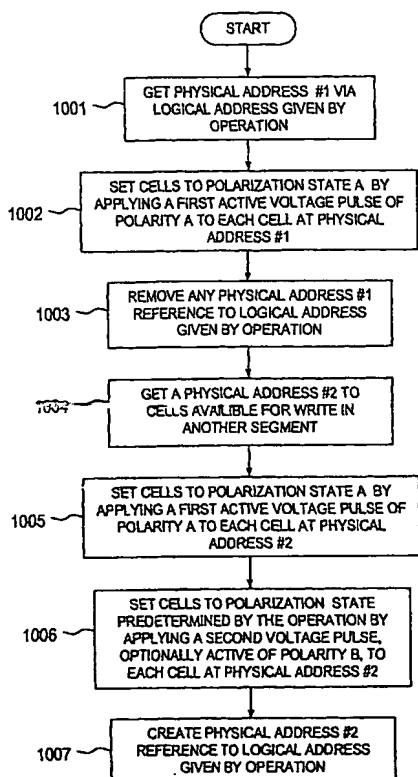 START
1001
GET PHYSICAL ADDRESS #1 VIA
LOGICAL ADDRESS GIVEN BY
OPERATION
1002
SET CELLS TO POLARIZATION STATE A BY
APPLYING A FIRST ACTIVE VOLTAGE PULSE
OF POLARITY A TO EACH CELL AT PHYSICAL
ADDRESS #1
1003
REMOVE ANY PHYSICAL ADDRESS #1
REFERENCE TO LOGICAL ADDRESS
GIVEN BY OPERATION
1004
GET A PHYSICAL ADDRESS #2 TO
CELLS AVAILIBLE FOR WRITE IN
ANOTHER SEGMENT
1005
SET CELLS TO POLARIZATION STATE A BY
APPLYING A FIRST ACTIVE VOLTAGE PULSE OF
POLARITY A TO EACH CELL AT PHYSICAL
ADDRESS #2
1006
SET CELLS TO POLARIZATION STATE
PREDETERMINED BY THE OPERATION BY
APPLYING A SECOND VOLTAGE PULSE,
OPTIONALLY ACTIVE OF POLARITY B, TO
EACH CELL AT PHYSICAL ADDRESS #2
1007
CREATE PHYSICAL ADDRESS #2
REFERENCE TO LOGICAL ADDRESS
GIVEN BY OPERATION